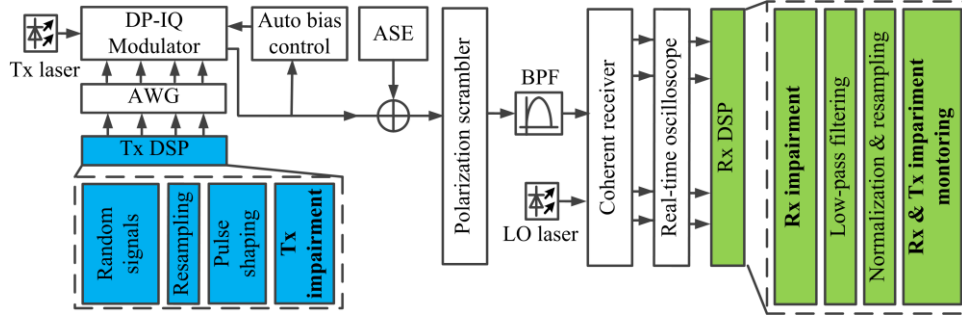 DP-IQ
Modulator
Auto bias
control
ASE
Tx laser
AWG
Tx DSP
Random
signals
Resampling
Pulse
shaping
Tx
impairment
Polarization scrambler
BPF
LO laser
Coherent receiver
Real-time oscilloscope
Rx DSP
Rx impairment
Low-pass filtering
Normalization & resampling
Rx & Tx impariment
montoring